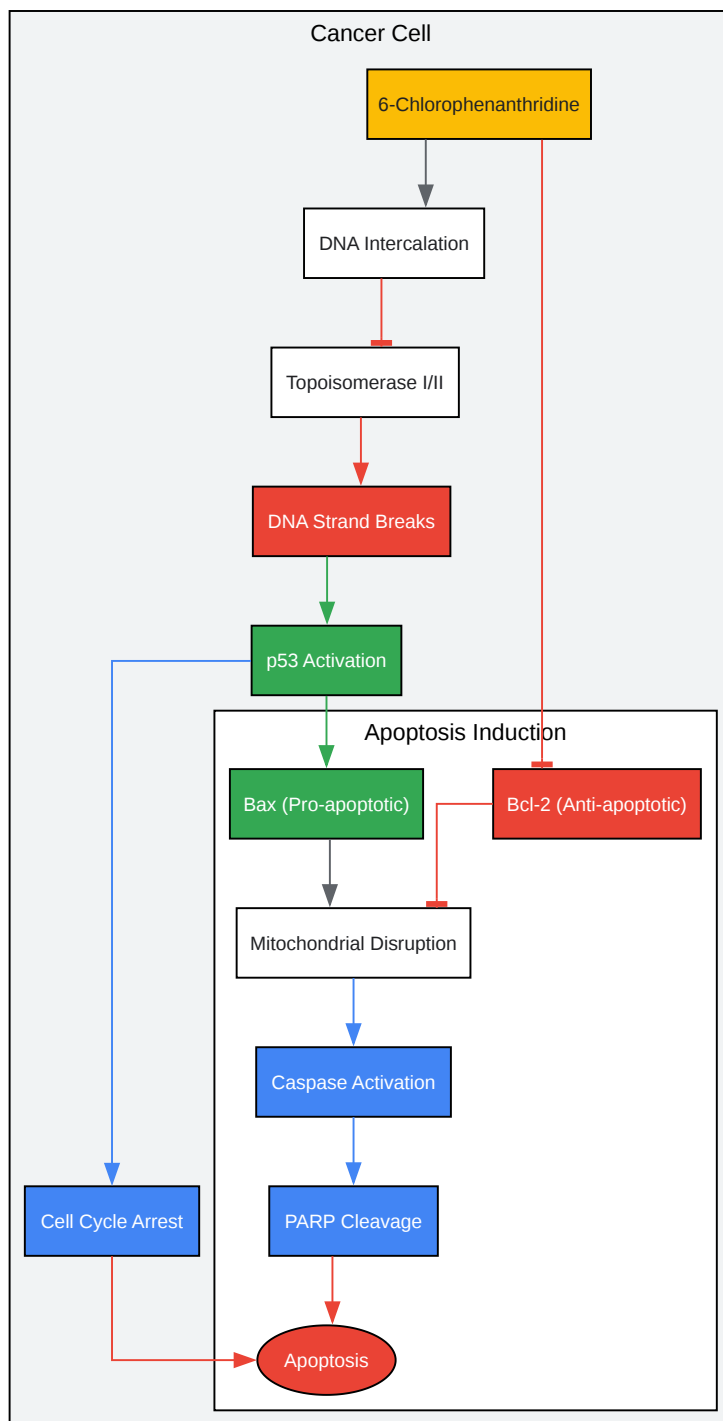 Cancer Cell
6-Chlorophenanthridine
DNA Intercalation
Topoisomerase I/II
DNA Strand Breaks
p53 Activation
Apoptosis Induction
Bax (Pro-apoptotic)
Bcl-2 (Anti-apoptotic)
Mitochondrial Disruption
Caspase Activation
Cell Cycle Arrest
PARP Cleavage
Apoptosis